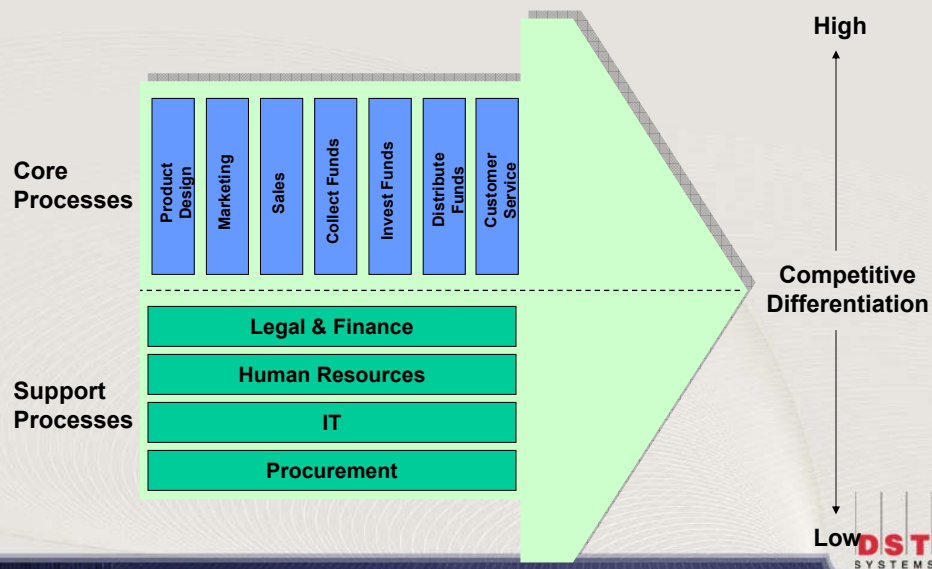 High
Core
Processes
Product
Design
Marketing
Sales
Collect Funds
Invest Funds
Distribute
Funds
Customer
Service
Competitive
Differentiation
Support
Processes
Legal & Finance
Human Resources
IT
Procurement
Low
DST
SYSTEMS